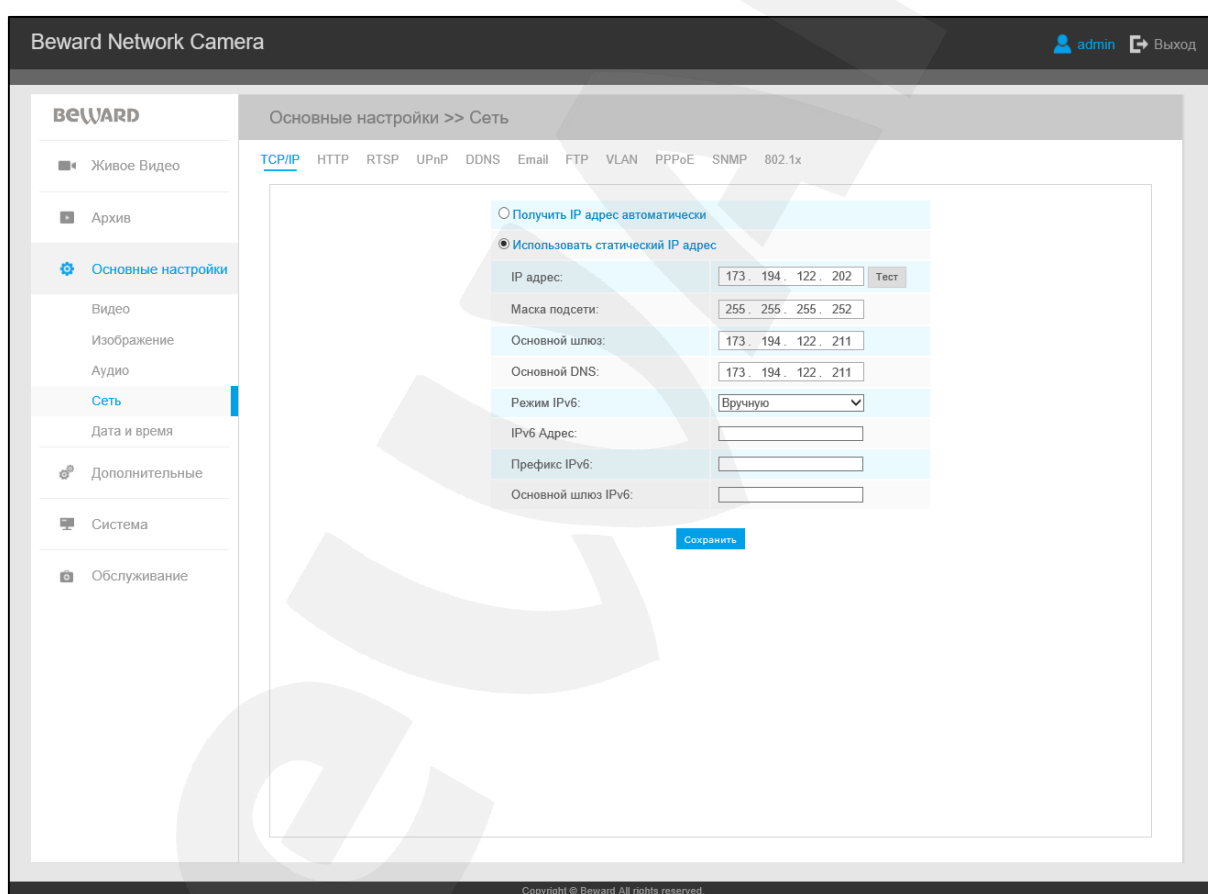 Beward Network Camera
admin Выход
BEWARD
Основные настройки >> Сеть
Живое Видео
Архив
Основные настройки
Видео
Изображение
Аудио
Сеть
Дата и время
Дополнительные
Система
Обслуживание
TCP/IP HTTP RTSP UPnP DDNS Email FTP VLAN PPPoE SNMP 802.1x
Получить IP адрес автоматически
Использовать статический IP адрес
IP адрес: 173. 194. 122. 202 Тест
Маска подсети: 255. 255. 255. 252
Основной шлюз: 173. 194. 122. 211
Основной DNS: 173. 194. 122. 211
Режим IPv6: Вручную
IPv6 Адрес:
Префикс IPv6:
Основной шлюз IPv6:
Сохранить
Copyright © Beward All rights reserved.